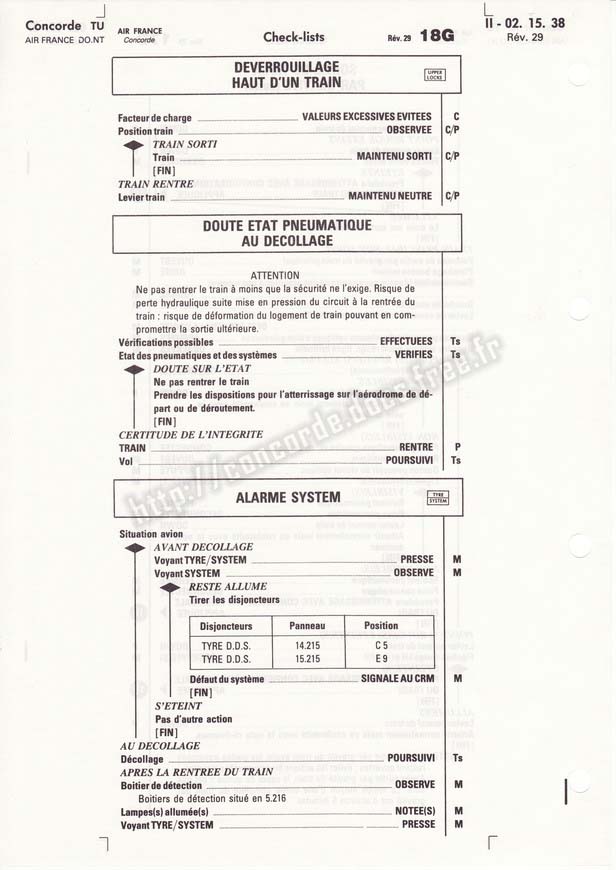 Concorde TU
AIR FRANCE DO.NT
AIR FRANCE
Concorde
Check-lists
Rév. 29 18G
II - 02. 15. 38
Rév. 29
DEVERROUILLAGE
HAUT D'UN TRAIN
UPPER
LOCKS
Facteur de charge VALEURS EXCESSIVES EVITEES C
Position train OBSERVEE C/P
TRAIN SORTI
Train MAINTENU SORTI C/P
[FIN]
TRAIN RENTRE
Levier train MAINTENU NEUTRE C/P
DOUTE ETAT PNEUMATIQUE
AU DECOLLAGE
ATTENTION
Ne pas rentrer le train à moins que la sécurité ne l'exige. Risque de
perte hydraulique suite mise en pression du circuit à la rentrée du
train : risque de déformation du logement de train pouvant en com-
promettre la sortie ultérieure.
Vérifications possibles EFFECTUEES Ts
Etat des pneumatiques et des systèmes VERIFIES Ts
DOUTE SUR L'ETAT
Ne pas rentrer le train
Prendre les dispositions pour l'atterrissage sur l'aérodrome de dé-
part ou de déroutement.
[FIN]
CERTITUDE DE L'INTEGRITE
TRAIN RENTRE P
Vol POURSUIVI Ts
http://concorde.docs.free.fr
ALARME SYSTEM
TYRE
SYSTEM
Situation avion
AVANT DECOLLAGE
Voyant TYRE/SYSTEM PRESSE M
Voyant SYSTEM OBSERVE M
RESTE ALLUME
Tirer les disjoncteurs
Disjoncteurs Panneau Position
TYRE D.D.S. 14.215 C 5
TYRE D.D.S. 15.215 E 9
Défaut du système SIGNALE AU CRM M
[FIN]
S'ETEINT
Pas d'autre action
[FIN]
AU DECOLLAGE
Décollage POURSUIVI Ts
APRES LA RENTREE DU TRAIN
Boitier de détection OBSERVE M
Boitiers de détection situé en 5.216
Lampes(s) allumée(s) NOTEE(S) M
Voyant TYRE/SYSTEM PRESSE M